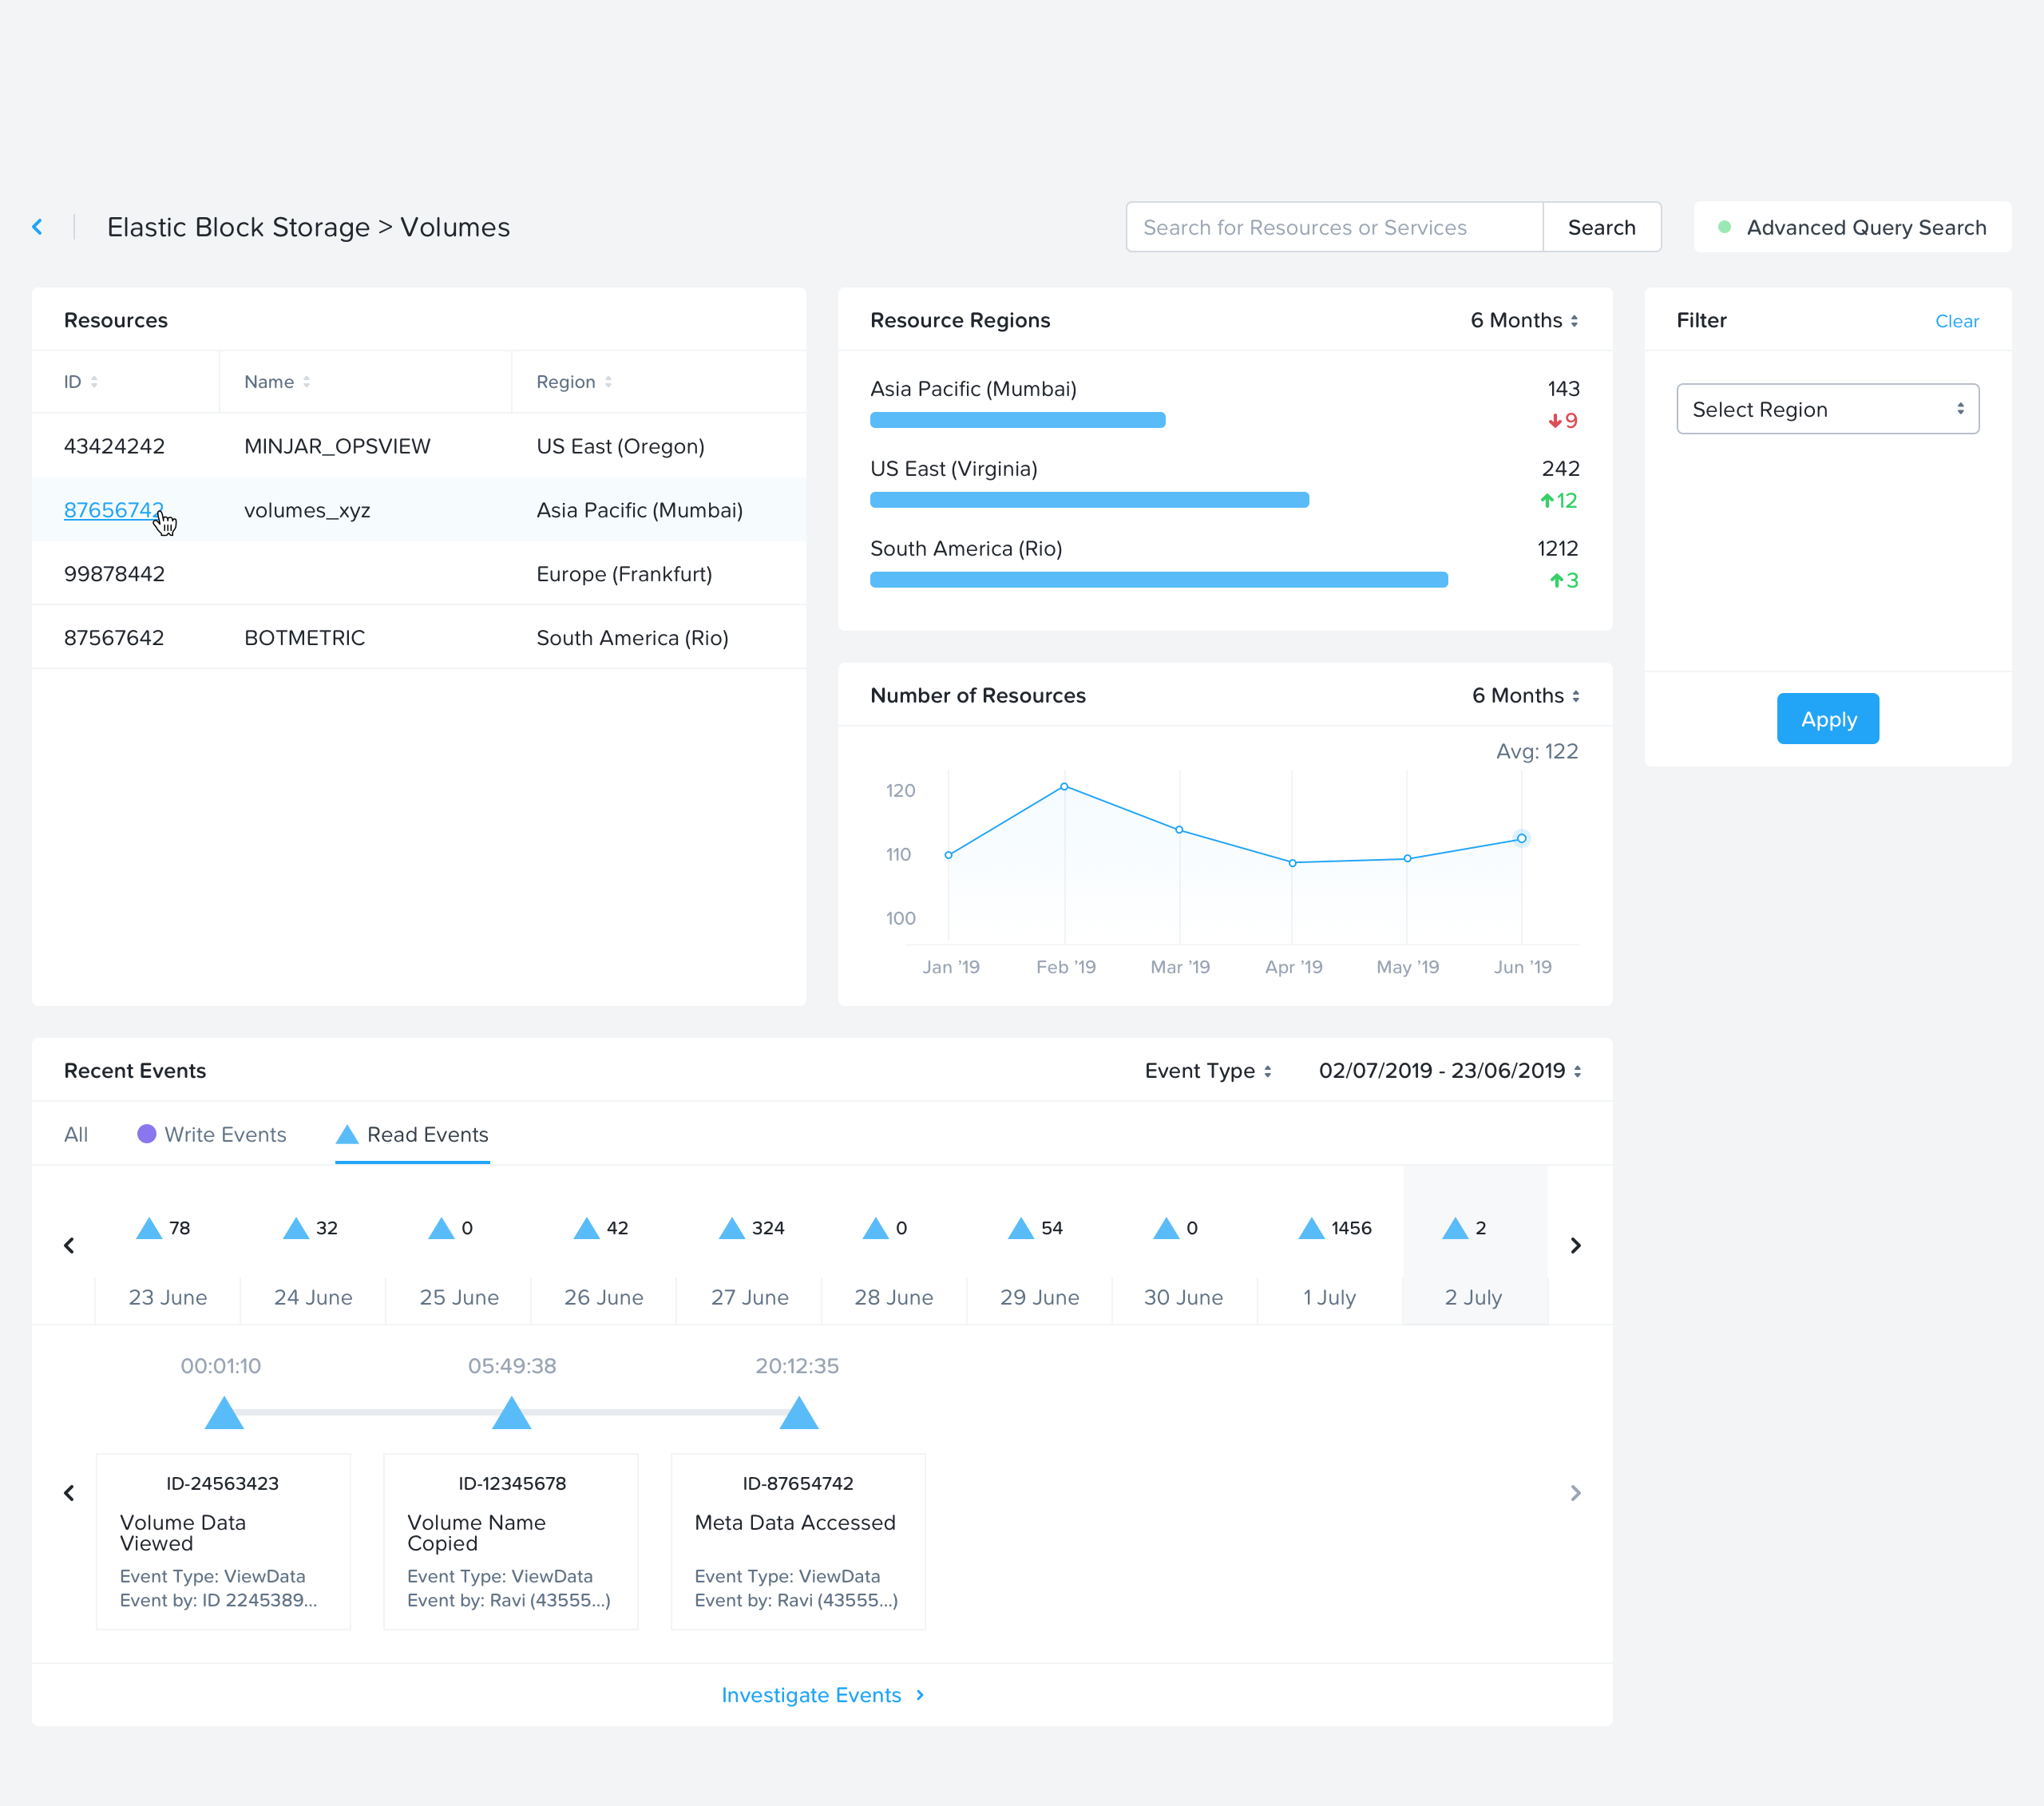 Elastic Block Storage > Volumes
Search for Resources or Services
Search
Advanced Query Search
Resources
ID Name Region
43424242 MINJAR_OPSVIEW US East (Oregon)
87656742 volumes_xyz Asia Pacific (Mumbai)
99878442 Europe (Frankfurt)
87567642 BOTMETRIC South America (Rio)
Resource Regions 6 Months
Asia Pacific (Mumbai) 143
9
US East (Virginia) 242
12
South America (Rio) 1212
3
Number of Resources 6 Months
Avg: 122
120
110
100
Jan ’19 Feb ’19 Mar ’19 Apr ’19 May ’19 Jun ’19
Filter Clear
Select Region
Apply
Recent Events Event Type 02/07/2019 - 23/06/2019
All Write Events Read Events
78 32 0 42 324 0 54 0 1456 2
23 June 24 June 25 June 26 June 27 June 28 June 29 June 30 June 1 July 2 July
00:01:10 05:49:38 20:12:35
ID-24563423
Volume Data
Viewed
Event Type: ViewData
Event by: ID 2245389...
ID-12345678
Volume Name
Copied
Event Type: ViewData
Event by: Ravi (43555...)
ID-87654742
Meta Data Accessed
Event Type: ViewData
Event by: Ravi (43555...)
Investigate Events